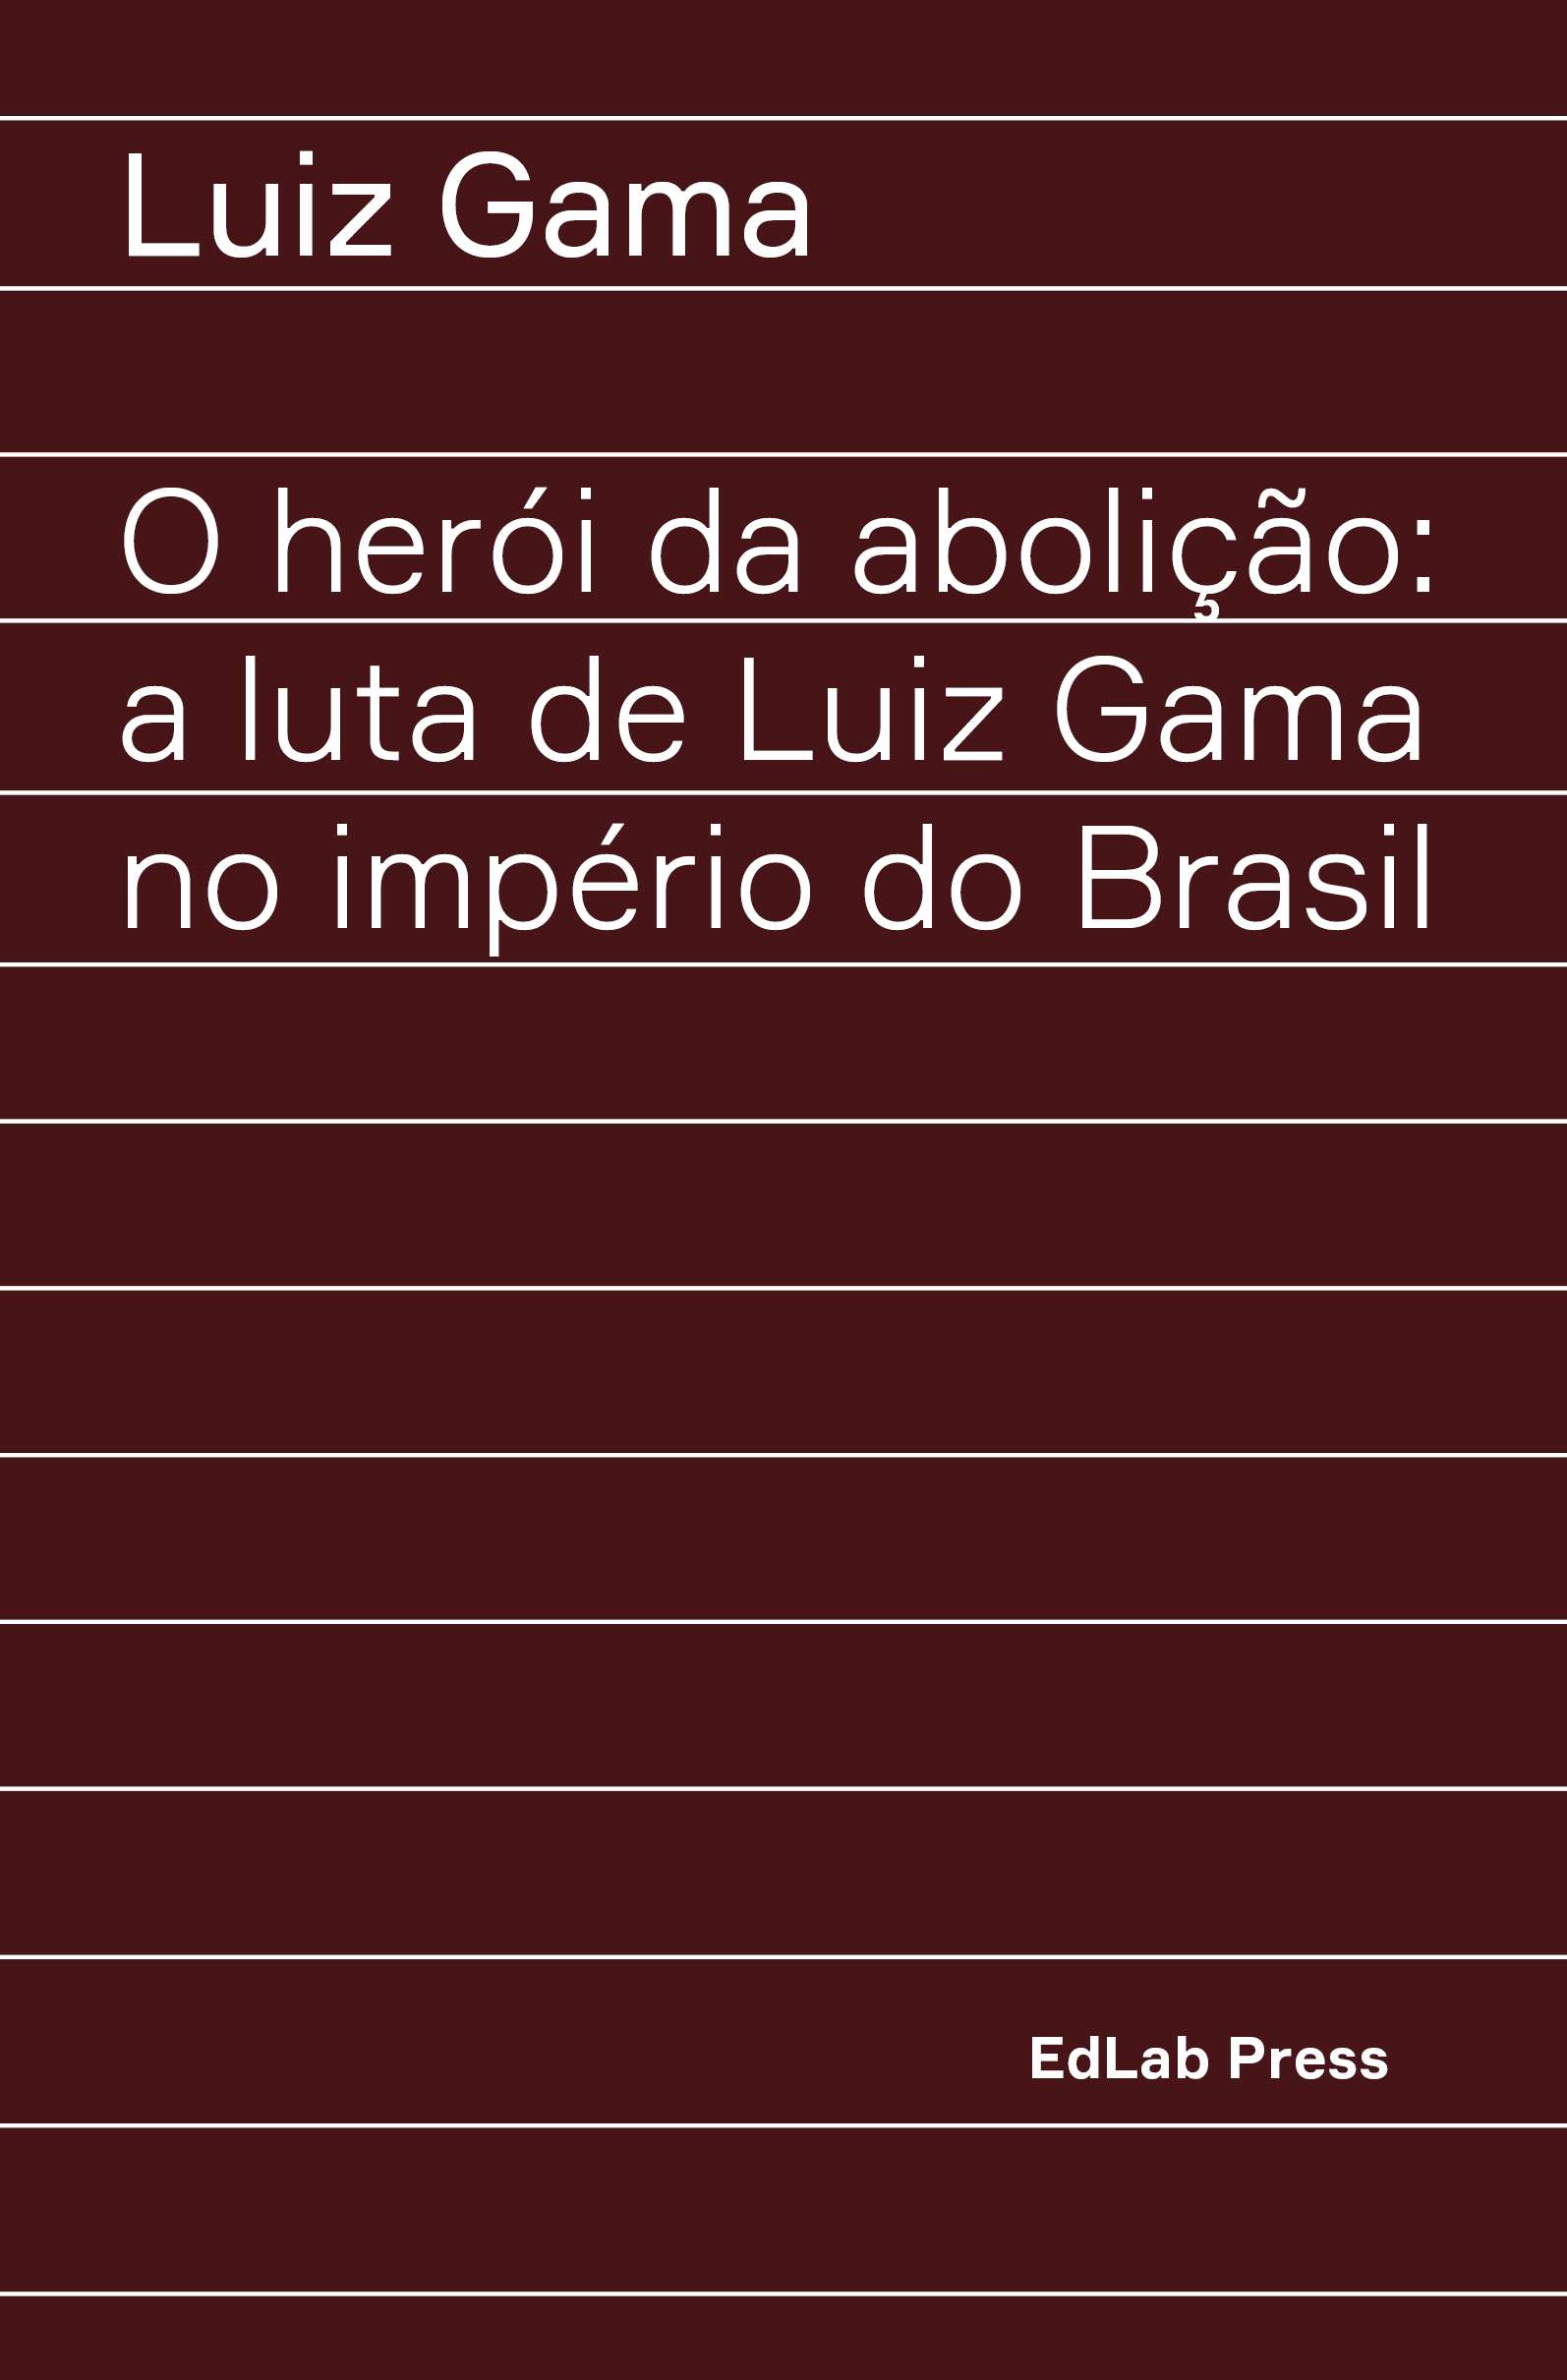 Luiz Gama
O herói da abolição:
a luta de Luiz Gama
no império do Brasil
EdLab Press